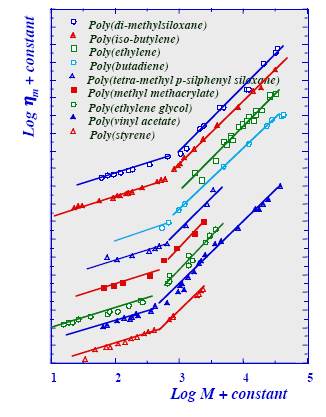 Poly(di-methylsiloxane)
Poly(iso-butylene)
Poly(ethylene)
Poly(butadiene)
Poly(tetra-methyl p-silphenyl siloxane)
Poly(methyl methacrylate)
Poly(ethylene glycol)
Poly(vinyl acetate)
Poly(styrene)
Log ηm + constant
1 2 3 4 5
Log M + constant